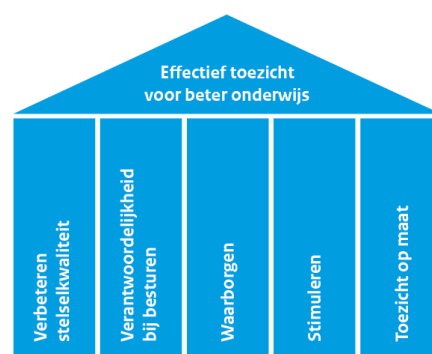 Effectief toezicht
voor beter onderwijs
Verbeteren
stelselkwaliteit
Verantwoordelijkheid
bij besturen
Waarborgen
Stimuleren
Toezicht op maat